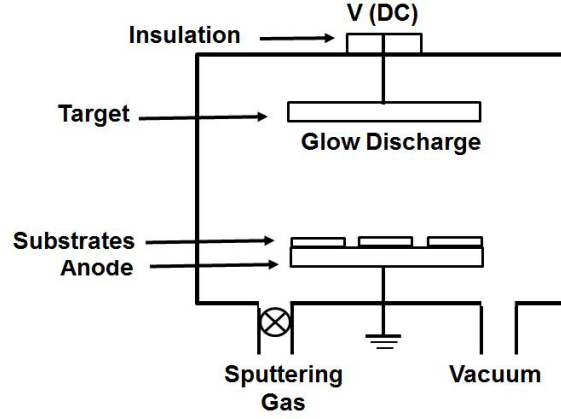 V (DC)
Insulation
Target
Glow Discharge
Substrates
Anode
Sputtering
Gas
Vacuum